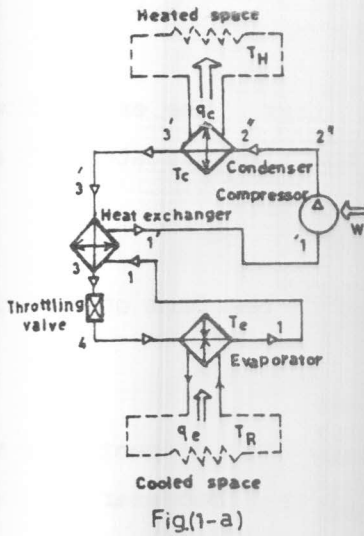 Heated space
T_H
q_c
3' 2"
T_c Condenser
2"
Compressor
W
3'
Heat exchanger
1'
'1
3 1
Throttling
valve
4
T_e 1
Evaporator
q_e T_R
Cooled space
Fig.(1-a)